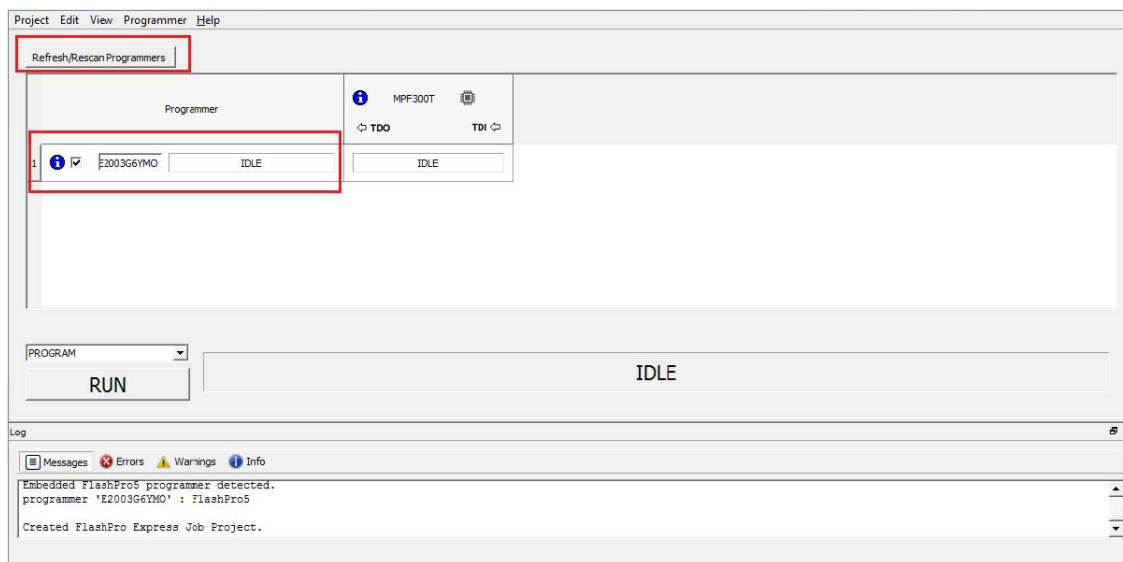 Project Edit View Programmer Help
Refresh/Rescan Programmers
Programmer
MPF300T
TDO TDI
1 E2003G6YMO IDLE IDLE
PROGRAM
RUN
IDLE
Log
Messages Errors Warnings Info
Embedded FlashPro5 programmer detected.
programmer 'E2003G6YMO' : FlashPro5
Created FlashPro Express Job Project.